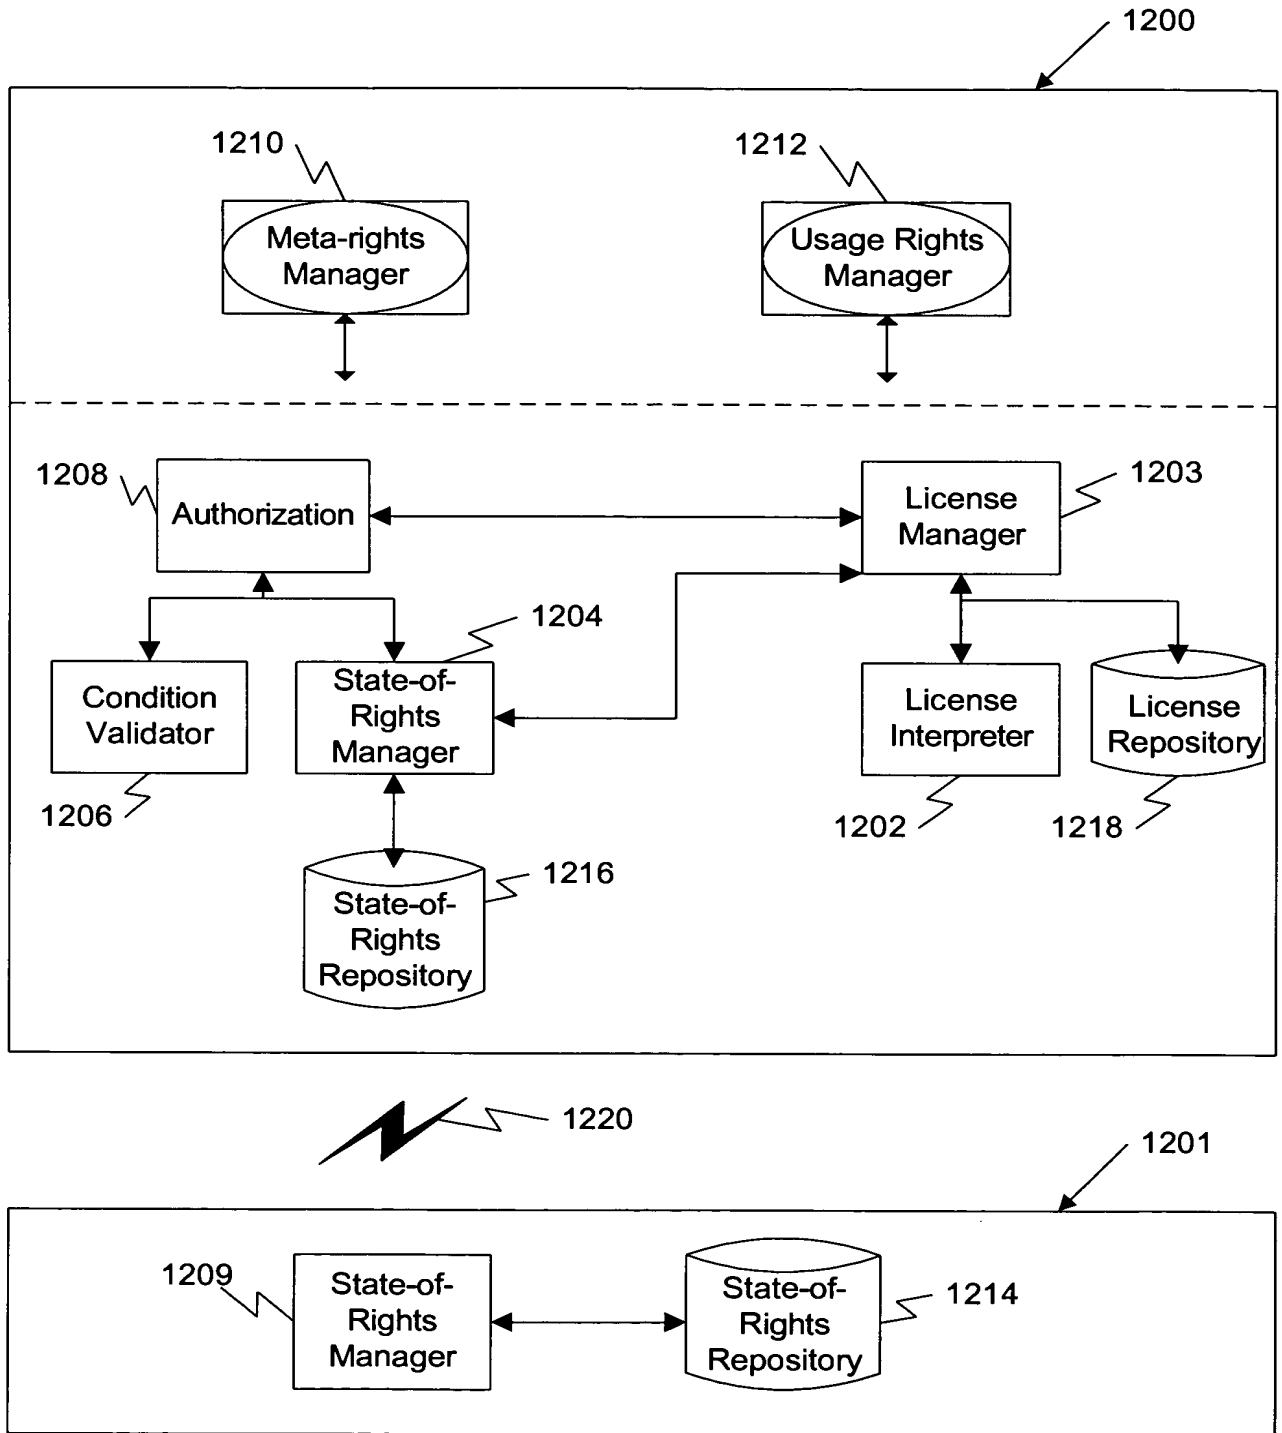 1200
1210
1212
Meta-rights
Manager
Usage Rights
Manager
1208
Authorization
License
Manager
1203
1204
Condition
Validator
State-of-
Rights
Manager
License
Interpreter
License
Repository
1206
1202
1218
1216
State-of-
Rights
Repository
1220
1201
1209
State-of-
Rights
Manager
State-of-
Rights
Repository
1214